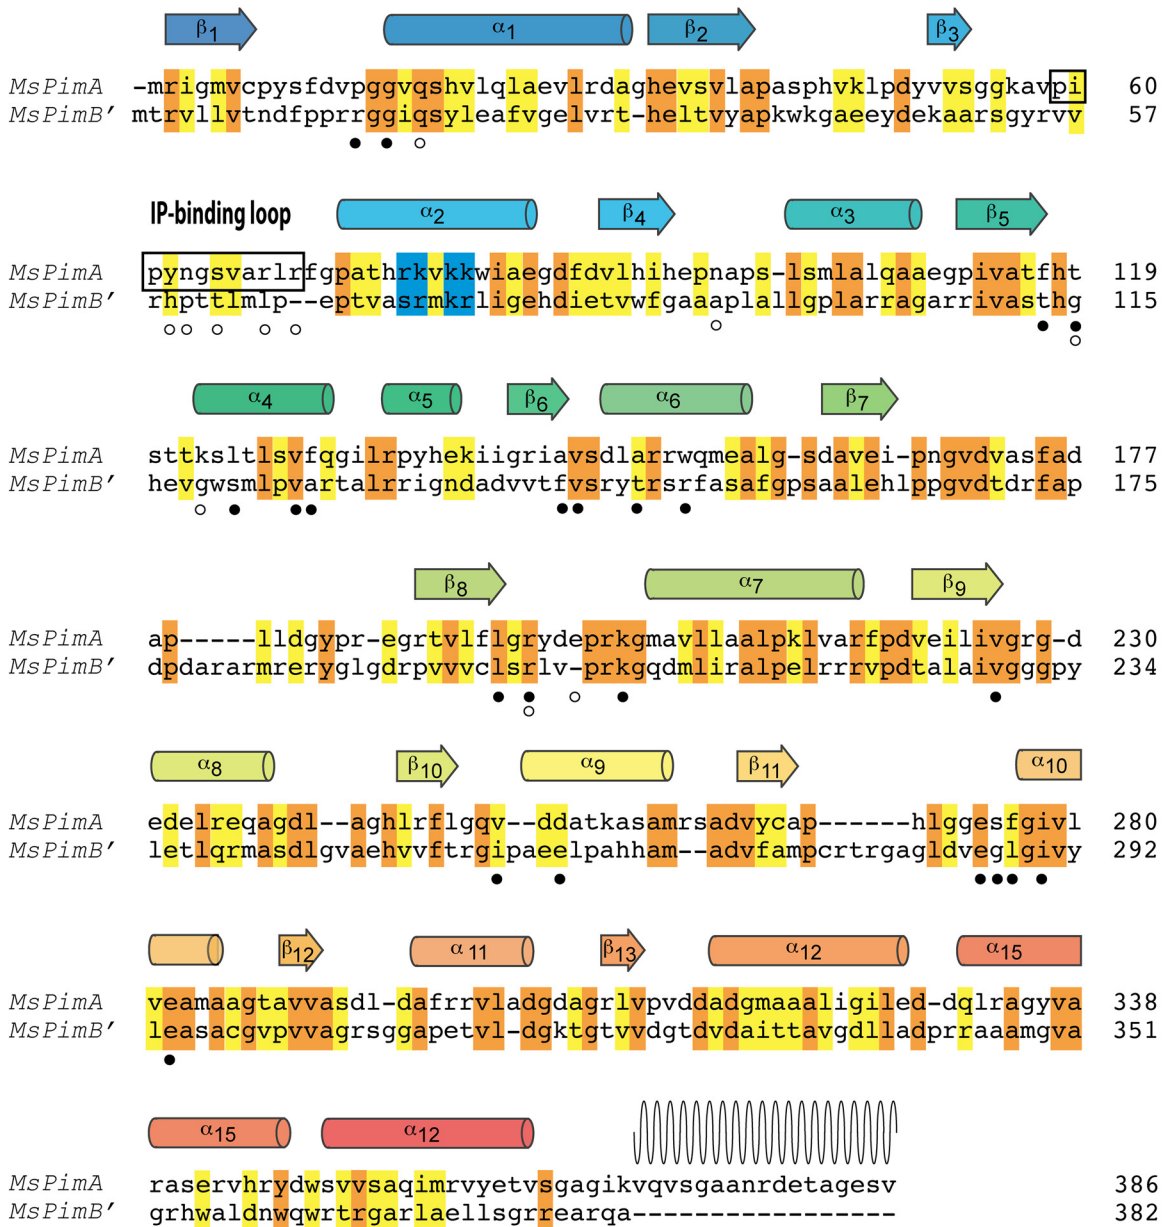 β1 α1 β2 β3
MsPimA -mrigmvcpysfdvpggvqshvlqlaevlrdaghevsvlapasphvklpdyvvsggkavpi 60
MsPimB' mtrvllvtndfpprrggiqsyleafvgelvrt-heltvyapkwkgaeeydekaarsgyrvv 57
IP-binding loop α2 β4 α3 β5
MsPimA pyngsvarlrfgpathrkvkkwiaegdfdvlhihepnaps-lsmlalqaaegpivatfht 119
MsPimB' rhpttlmlp--eptvasrmkrligehdietvwfgaaaplallgplarragarrivasthg 115
α4 α5 β6 α6 β7
MsPimA sttkslt​lsvfqgilrpyhekiigriavsdlarrwqmealg-sdavei-pngvdvasfad 177
MsPimB' hevgwsmlpvartalrrigndadvvtfvsrytrsrfasafgpsaalehlppgvdtdrfap 175
β8 α7 β9
MsPimA ap-----lldgypr-egrtvlflgrydeprkgmavllaalpklvarfpdveilivgrg-d 230
MsPimB' dpdararmreryglgdrpvvvclsrlv-prkgqdmliralpelrrrvpdtalaivgggpy 234
α8 β10 α9 β11 α10
MsPimA edelreqagdl--aghlrflgqv--ddatkasamrsadvycap------hlggesfgivl 280
MsPimB' letlqrmasdlgvaehvvftrgipaeelpahham--advfampcrtrgagldveglgivy 292
β12 α11 β13 α12 α15
MsPimA veamaagtavvasdl-dafrrvladgdagrlvpvddadgmaaaligiled-dqlragyva 338
MsPimB' leasacgvpvvagrsggapetvl-dgktgtvvdgtdvdaittavgdlladprraaamgva 351
α15 α12
MsPimA raservhrydwsvvsaqimrvyetvsgagikvqvsgaanrdetagesv 386
MsPimB' grhwaldnwqwrtrgarlaellsgrrearqa----------------- 382